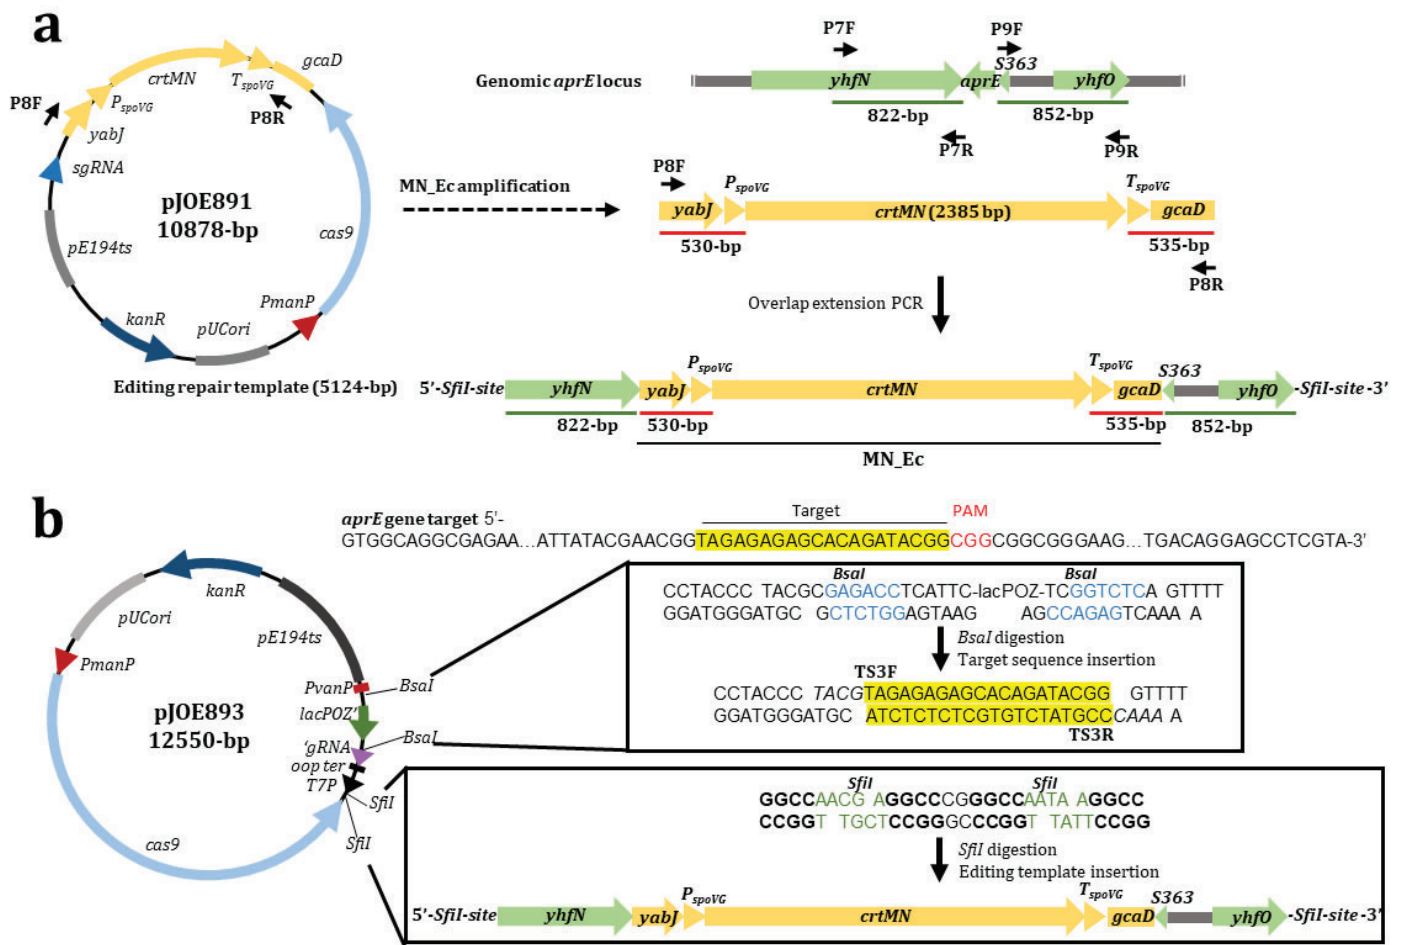 a
P7F
P9F
gcaD
crtMN
TspoVG
S363
Genomic aprE locus
yhfN
aprE
yhfO
P8F
PspoVG
P8R
822-bp
852-bp
yabJ
P7R
P9R
sgRNA
P8F
PspoVG
TspoVG
pJOE891
10878-bp
MN_Ec amplification
yabJ
crtMN (2385 bp)
gcaD
cas9
530-bp
535-bp
pE194ts
P8R
PmanP
Overlap extension PCR
kanR
pUCori
PspoVG
TspoVG
S363
Editing repair template (5124-bp)
5'-SfiI-site
yhfN
yabJ
crtMN
gcaD
yhfO
-SfiI-site -3'
822-bp
530-bp
535-bp
852-bp
MN_Ec
b
Target
PAM
aprE gene target 5'-
GTGGCAGGCGAGAA...ATTATACGAACGGTAGAGAGAGCACAGATACGGCGGCGGCGGGAAG...TGACAGGAGCCTCGTA-3'
kanR
pUCori
pE194ts
PmanP
PvanP
BsaI
lacPOZ'
pJOE893
12550-bp
BsaI
'gRNA
oop ter
T7P
SfiI
SfiI
cas9
BsaI
BsaI
CCTACCC TACGCGAGACCTCATTC-lacPOZ-TCGGTCTCA GTTTT
GGATGGGATGC GCTCTGGAGTAAG AGCCAGAGTCAAA A
BsaI digestion
Target sequence insertion
TS3F
CCTACCC TACGTAGAGAGAGCACAGATACGG GTTTT
GGATGGGATGC ATCTCTCTCGTGTCTATGCCCAAA A
TS3R
SfiI
SfiI
GGCCAACG AGGCCCGGGCCAATA AGGCC
CCGGT TGCTCCGGGCCCGGT TATTCCGG
SfiI digestion
Editing template insertion
PspoVG
TspoVG
S363
5'-SfiI-site
yhfN
yabJ
crtMN
gcaD
yhfO
-SfiI-site -3'